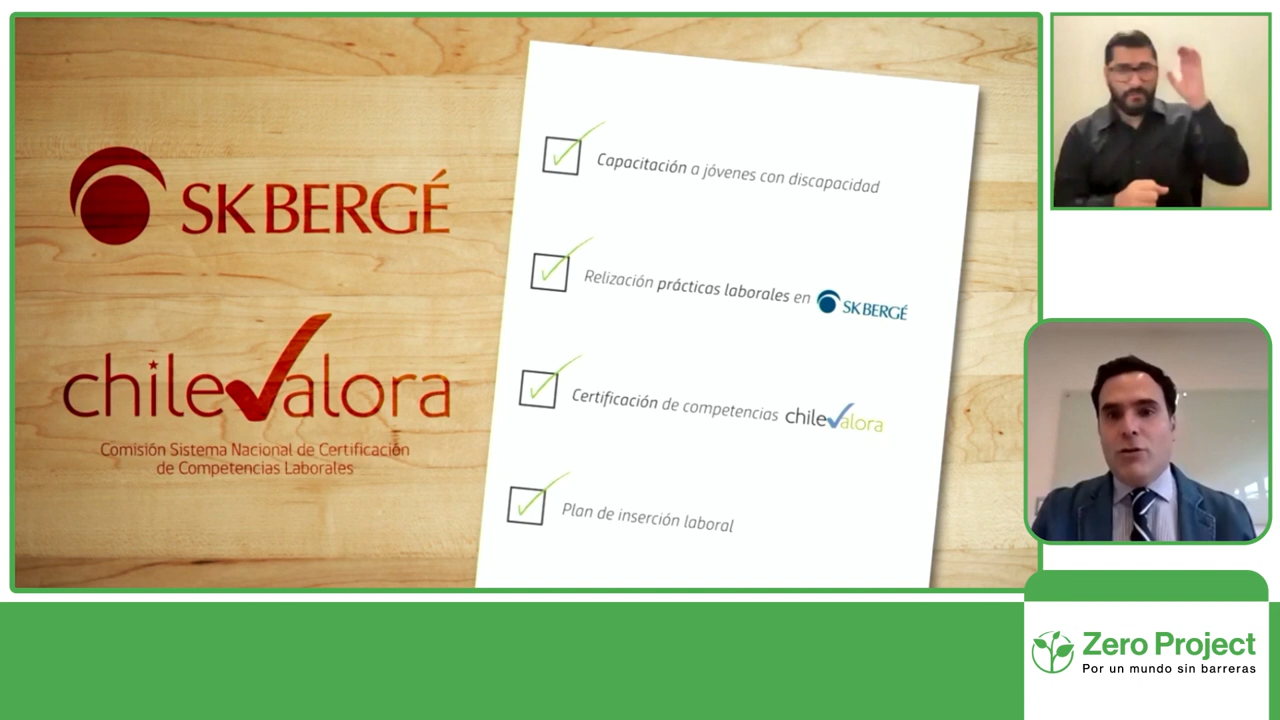 SK BERGÉ
chilevalora
Comisión Sistema Nacional de Certificación
de Competencias Laborales
Capacitación a jóvenes con discapacidad
Relización prácticas laborales en SK BERGÉ
Certificación de competencias chilevalora
Plan de inserción laboral
Zero Project
Por un mundo sin barreras